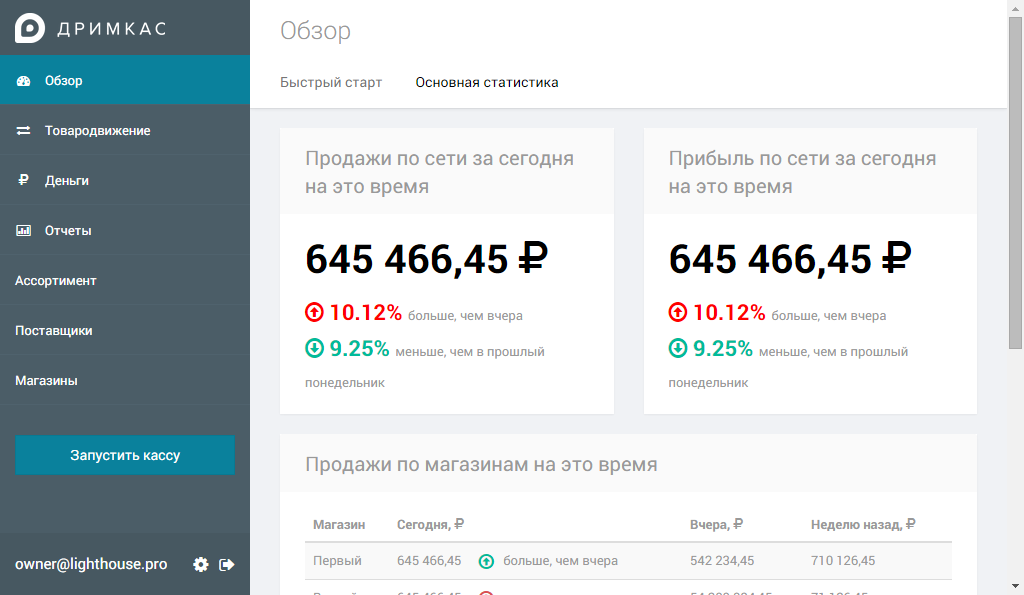 ДРИМКАС
Обзор
Товародвижение
Деньги
Отчеты
Ассортимент
Поставщики
Магазины
Запустить кассу
owner@lighthouse.pro
Обзор
Быстрый старт Основная статистика
Продажи по сети за сегодня
на это время
645 466,45 ₽
10.12% больше, чем вчера
9.25% меньше, чем в прошлый
понедельник
Прибыль по сети за сегодня
на это время
645 466,45 ₽
10.12% больше, чем вчера
9.25% меньше, чем в прошлый
понедельник
Продажи по магазинам на это время
Магазин Сегодня, ₽ Вчера, ₽ Неделю назад, ₽
Первый 645 466,45 больше, чем вчера 542 234,45 710 126,45